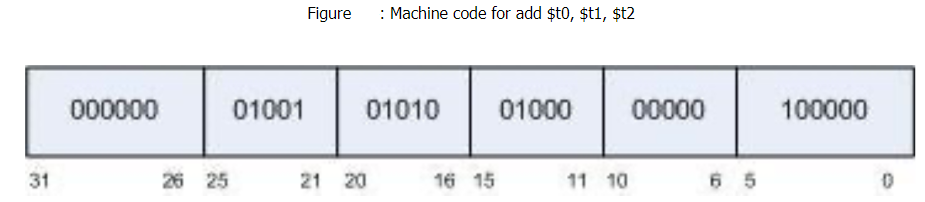 Figure : Machine code for add $t0, $t1, $t2
000000 01001 01010 01000 00000 100000
31 26 25 21 20 16 15 11 10 6 5 0